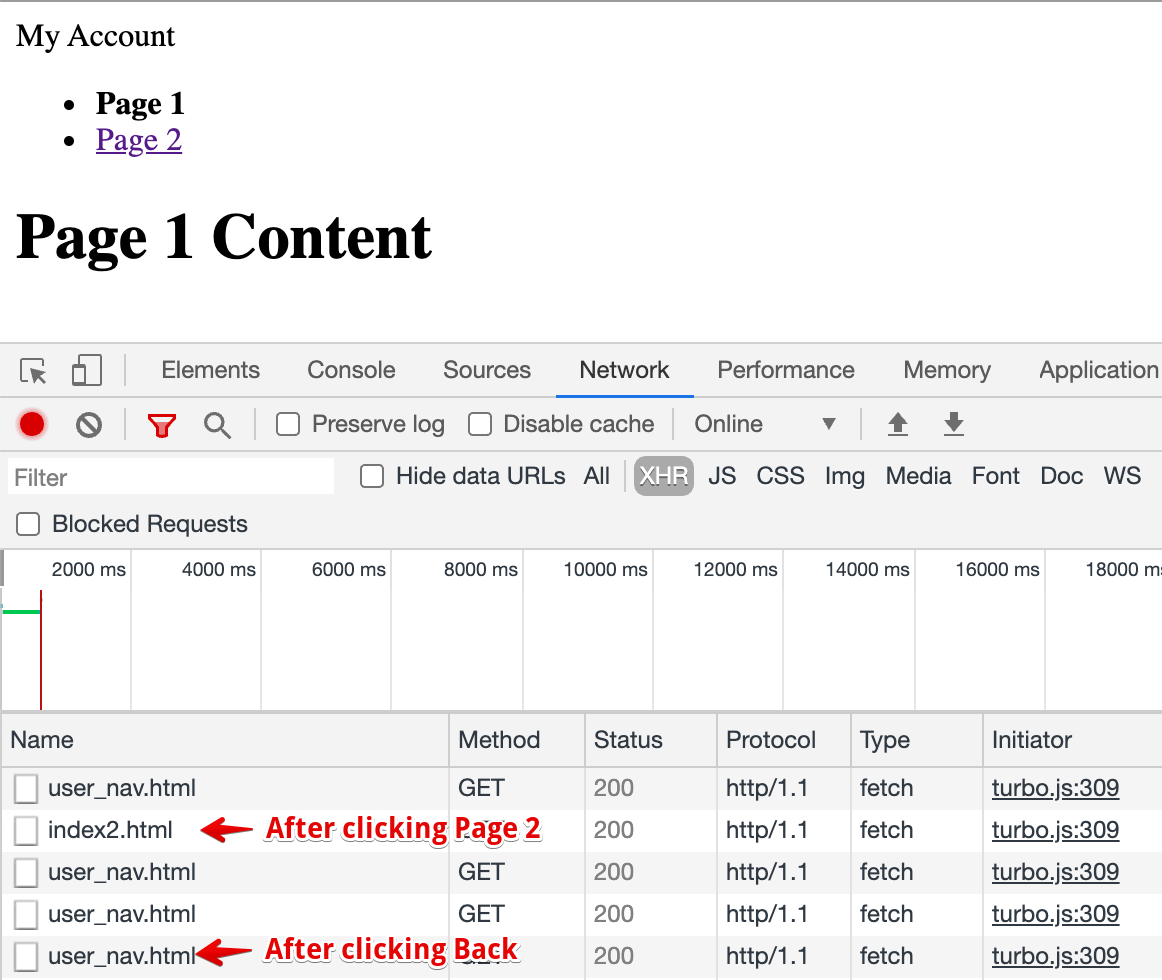 My Account
Page 1
Page 2
Page 1 Content
Elements Console Sources Network Performance Memory Application
Preserve log Disable cache Online
Filter Hide data URLs All XHR JS CSS Img Media Font Doc WS
Blocked Requests
2000 ms 4000 ms 6000 ms 8000 ms 10000 ms 12000 ms 14000 ms 16000 ms 18000 ms
Name Method Status Protocol Type Initiator
user_nav.html GET 200 http/1.1 fetch turbo.js:309
index2.html After clicking Page 2 200 http/1.1 fetch turbo.js:309
user_nav.html GET 200 http/1.1 fetch turbo.js:309
user_nav.html GET 200 http/1.1 fetch turbo.js:309
user_nav.html After clicking Back 200 http/1.1 fetch turbo.js:309